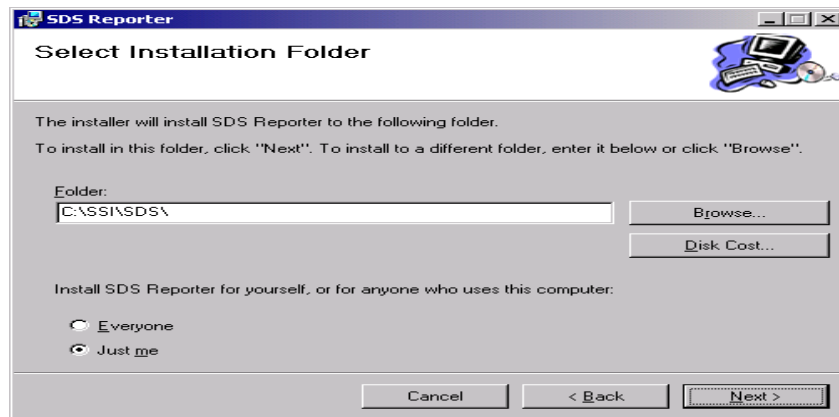 SDS Reporter
Select Installation Folder
The installer will install SDS Reporter to the following folder.
To install in this folder, click "Next". To install to a different folder, enter it below or click "Browse".
Folder:
C:\SSI\SDS\
Browse...
Disk Cost...
Install SDS Reporter for yourself, or for anyone who uses this computer:
Everyone
Just me
Cancel
< Back
Next >